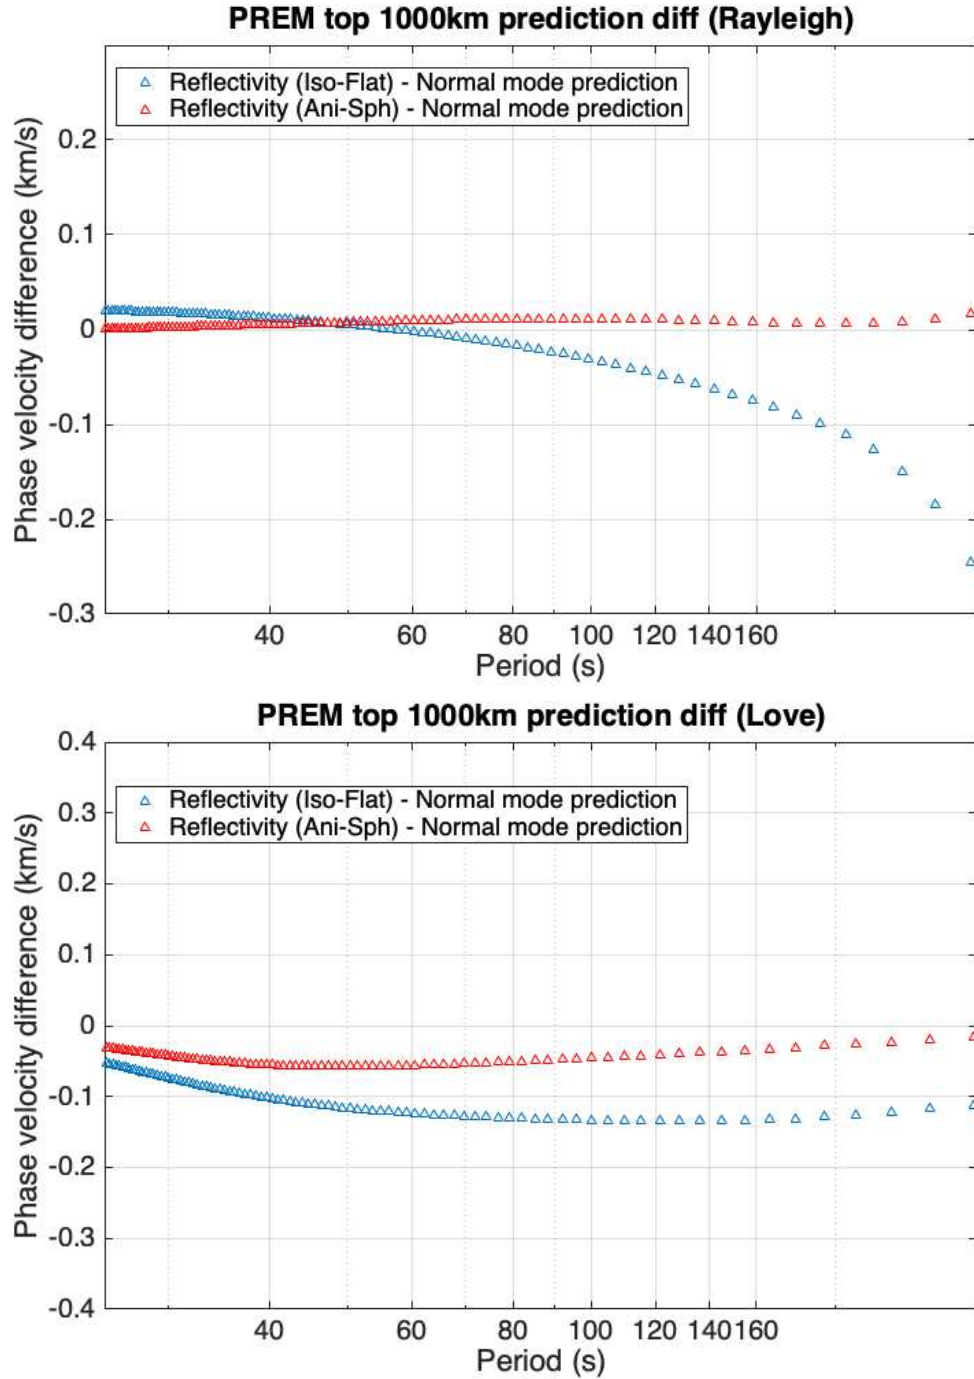 PREM top 1000km prediction diff (Rayleigh)
Reflectivity (Iso-Flat) - Normal mode prediction
Reflectivity (Ani-Sph) - Normal mode prediction
0.2
0.1
0
-0.1
-0.2
-0.3
Phase velocity difference (km/s)
40 60 80 100 120 140 160
Period (s)
PREM top 1000km prediction diff (Love)
0.4
Reflectivity (Iso-Flat) - Normal mode prediction
Reflectivity (Ani-Sph) - Normal mode prediction
0.3
0.2
0.1
0
-0.1
-0.2
-0.3
-0.4
Phase velocity difference (km/s)
40 60 80 100 120 140 160
Period (s)